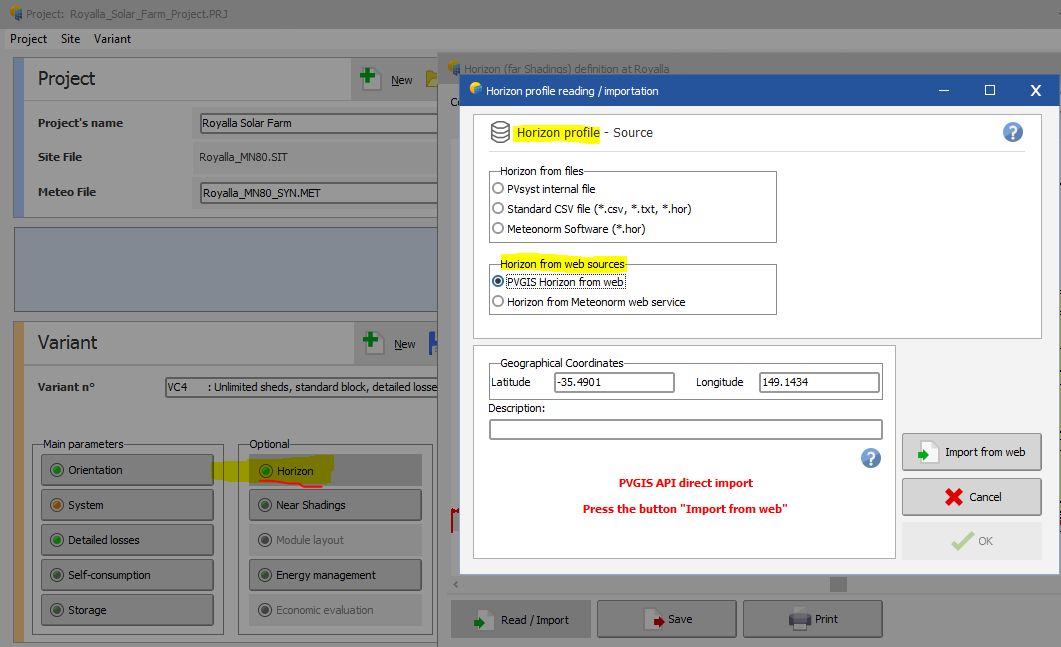 Project: Royalla_Solar_Farm_Project.PRJ
Project Site Variant
Project
New
Project's name
Royalla Solar Farm
Site File
Royalla_MN80.SIT
Meteo File
Royalla_MN80_SYN.MET
Variant
New
Variant n°
VC4 : Unlimited sheds, standard block, detailed losse
Main parameters
Orientation
System
Detailed losses
Self-consumption
Storage
Optional
Horizon
Near Shadings
Module layout
Energy management
Economic evaluation
Horizon (far Shadings) definition at Royalla
Horizon profile reading / importation
Horizon profile - Source
Horizon from files
PVsyst internal file
Standard CSV file (*.csv, *.txt, *.hor)
Meteonorm Software (*.hor)
Horizon from web sources
PVGIS Horizon from web
Horizon from Meteonorm web service
Geographical Coordinates
Latitude -35.4901 Longitude 149.1434
Description:
PVGIS API direct import
Press the button "Import from web"
Import from web
Cancel
OK
Read / Import
Save
Print